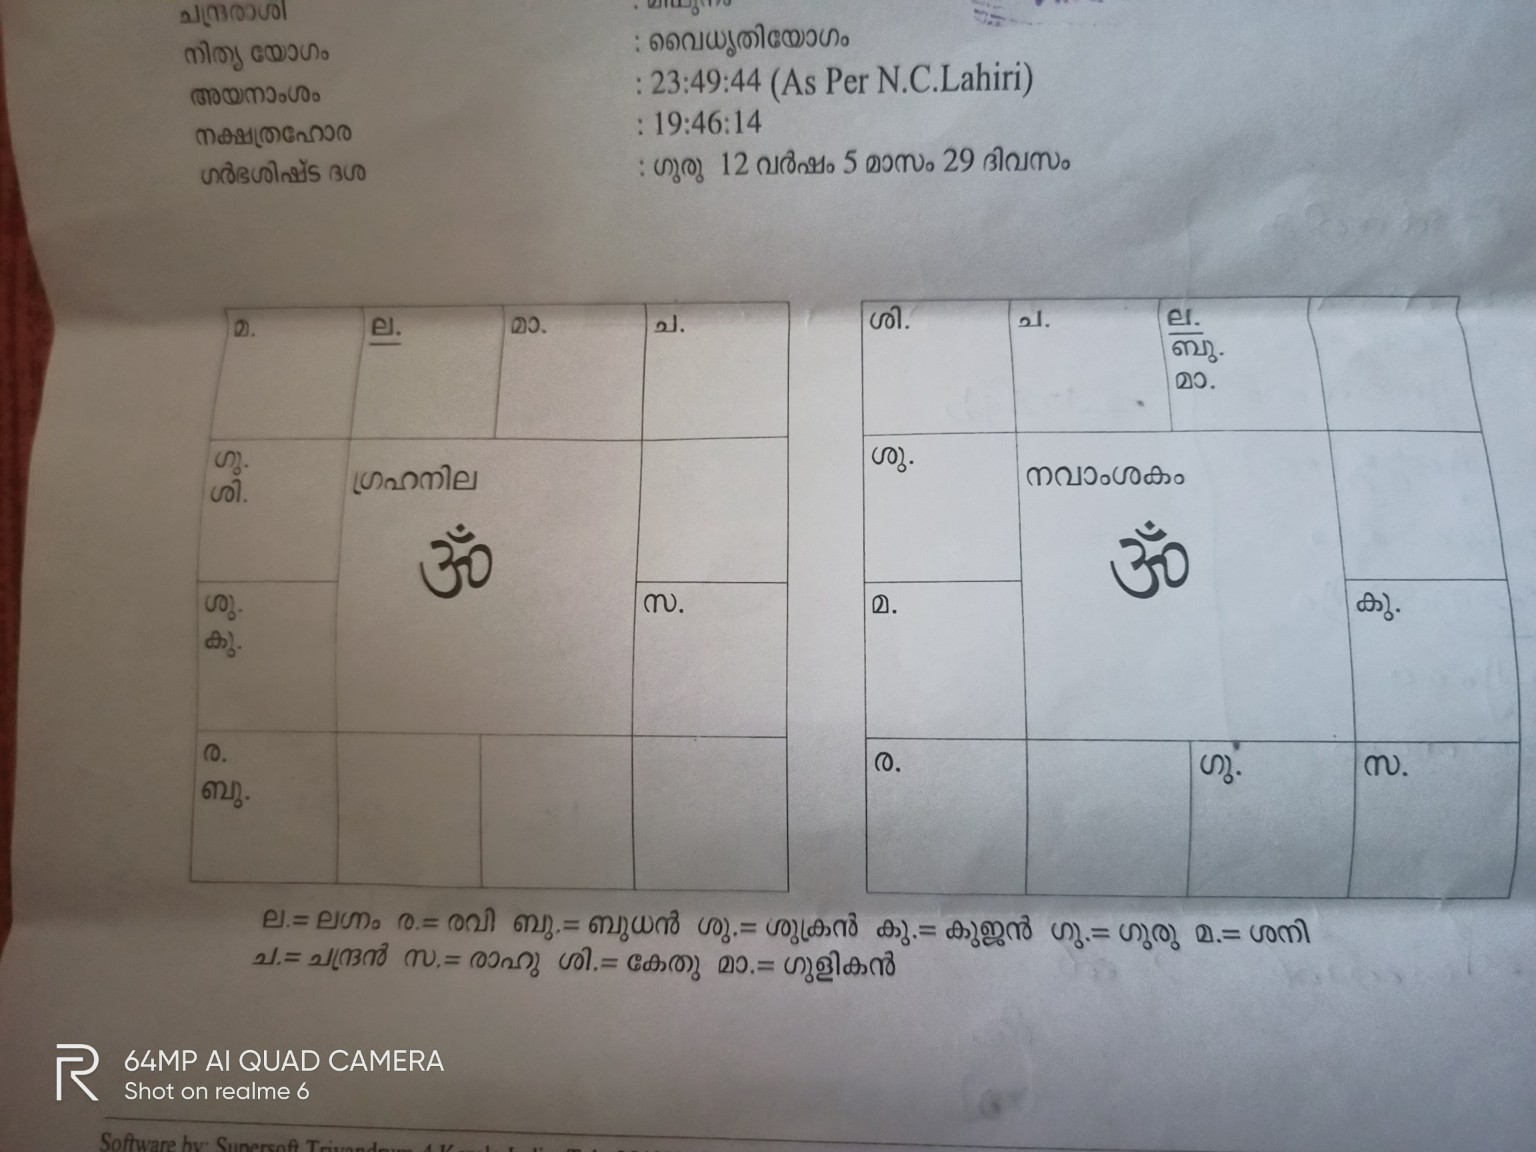 ചന്ദ്രരാശി : മിഥുനം
നിത്യ യോഗം : വൈധൃതിയോഗം
അയനാംശം : 23:49:44 (As Per N.C.Lahiri)
നക്ഷത്രഹോര : 19:46:14
ഗർഭശിഷ്ട ദശ : ഗുരു 12 വർഷം 5 മാസം 29 ദിവസം
മ. ല. മാ. ച.
ഗു.
ശി.
ഗ്രഹനില
ॐ
ശു.
കു.
സ.
ര.
ബു.
ശി. ച. ല.
ബു.
മാ.
ശു.
നവാംശകം
ॐ
മ. കു.
ര. ഗു. സ.
ല.= ലഗ്നം ര.= രവി ബു.= ബുധൻ ശു.= ശുക്രൻ കു.= കുജൻ ഗു.= ഗുരു മ.= ശനി
ച.= ചന്ദ്രൻ സ.= രാഹു ശി.= കേതു മാ.= ഗുളികൻ
64MP AI QUAD CAMERA
Shot on realme 6
Software by: Supersoft Trivandrum